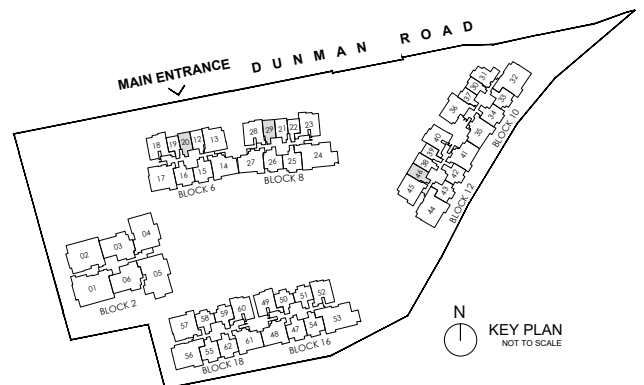 DUNMAN ROAD
MAIN ENTRANCE
18 19 20 12 13
17 16 15 14
BLOCK 6
28 29 21 22 23
27 26 25 24
BLOCK 8
36 37 30 31 32
35 34 33
BLOCK 10
45 46 38 39 40
44 43 42 41
BLOCK 12
02 03 04
01 06 05
BLOCK 2
57 58 59 60
56 55 62 61
BLOCK 18
49 50 51 52
48 47 54 53
BLOCK 16
N
KEY PLAN
NOT TO SCALE